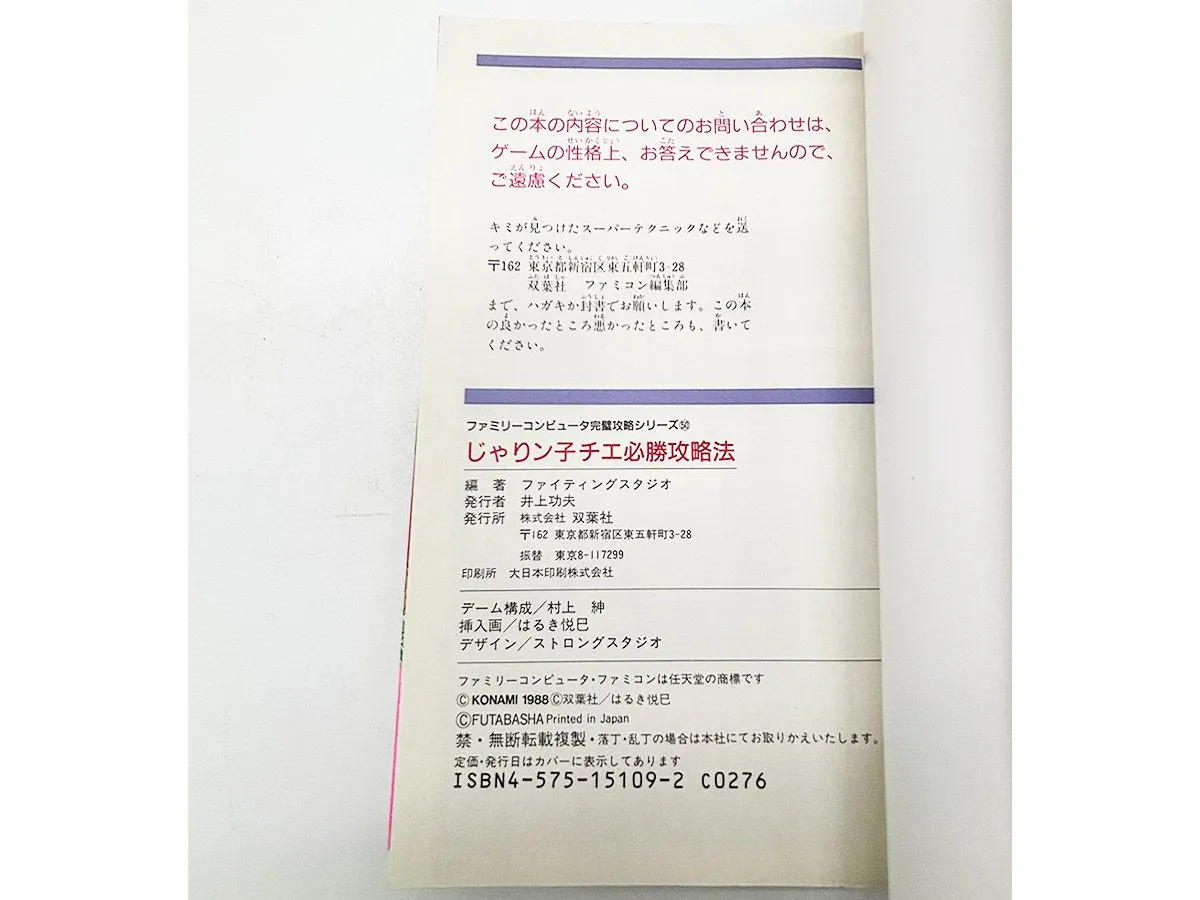 この本の内容についてのお問い合わせは、
ゲームの性格上、お答えできませんので、
ご遠慮ください。
キミが見つけたスーパーテクニックなどを送
ってください。
〒162 東京都新宿区東五軒町3-28
双葉社 ファミコン編集部
まで、ハガキか封書でお願いします。この本
の良かったところ悪かったところも、書いて
ください。
ファミリーコンピュータ完璧攻略シリーズ㊿
じゃりン子チエ必勝攻略法
編 著 ファイティングスタジオ
発行者 井上功夫
発行所 株式会社 双葉社
〒162 東京都新宿区東五軒町3-28
振替 東京8-117299
印刷所 大日本印刷株式会社
デーム構成/村上 紳
挿入画/はるき悦巳
デザイン/ストロングスタジオ
ファミリーコンピュータ・ファミコンは任天堂の商標です
©KONAMI 1988©双葉社/はるき悦巳
©FUTABASHA Printed in Japan
禁・無断転載複製・落丁・乱丁の場合は本社にてお取りかえいたします。
定価・発行日はカバーに表示してあります
ISBN4-575-15109-2 C0276